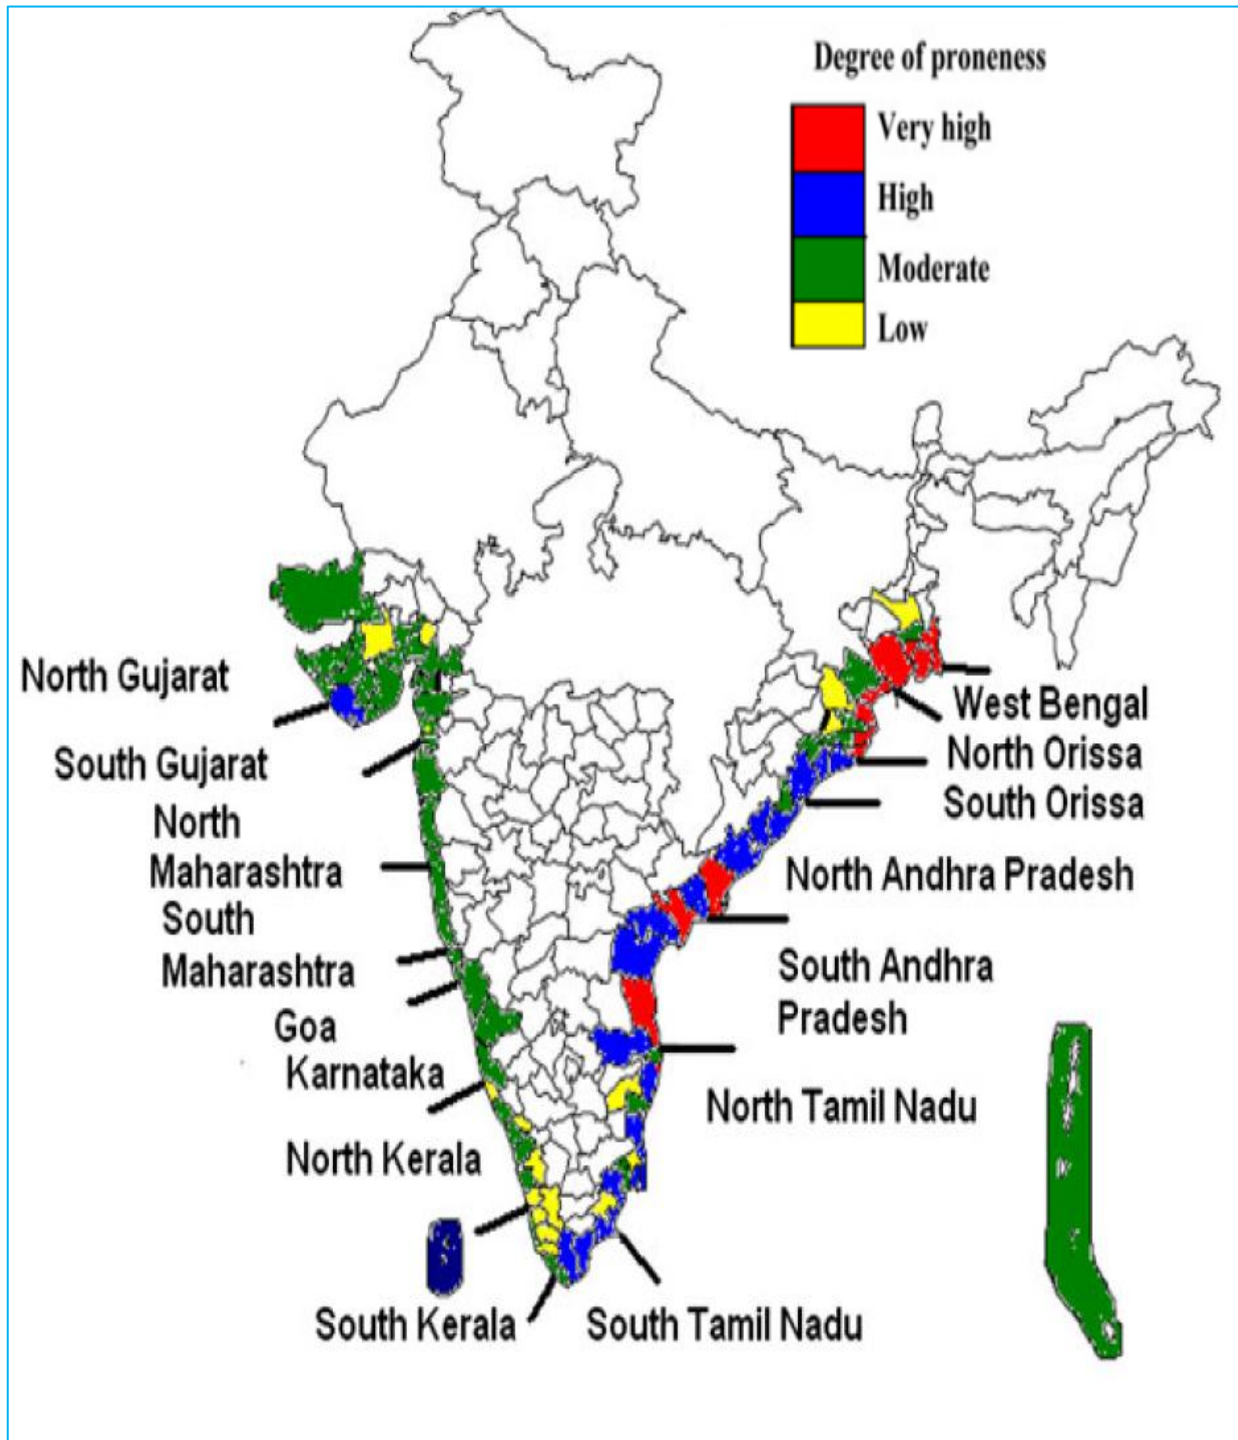 Degree of proneness
Very high
High
Moderate
Low
North Gujarat
South Gujarat
North
Maharashtra
South
Maharashtra
Goa
Karnataka
North Kerala
South Kerala
South Tamil Nadu
West Bengal
North Orissa
South Orissa
North Andhra Pradesh
South Andhra
Pradesh
North Tamil Nadu